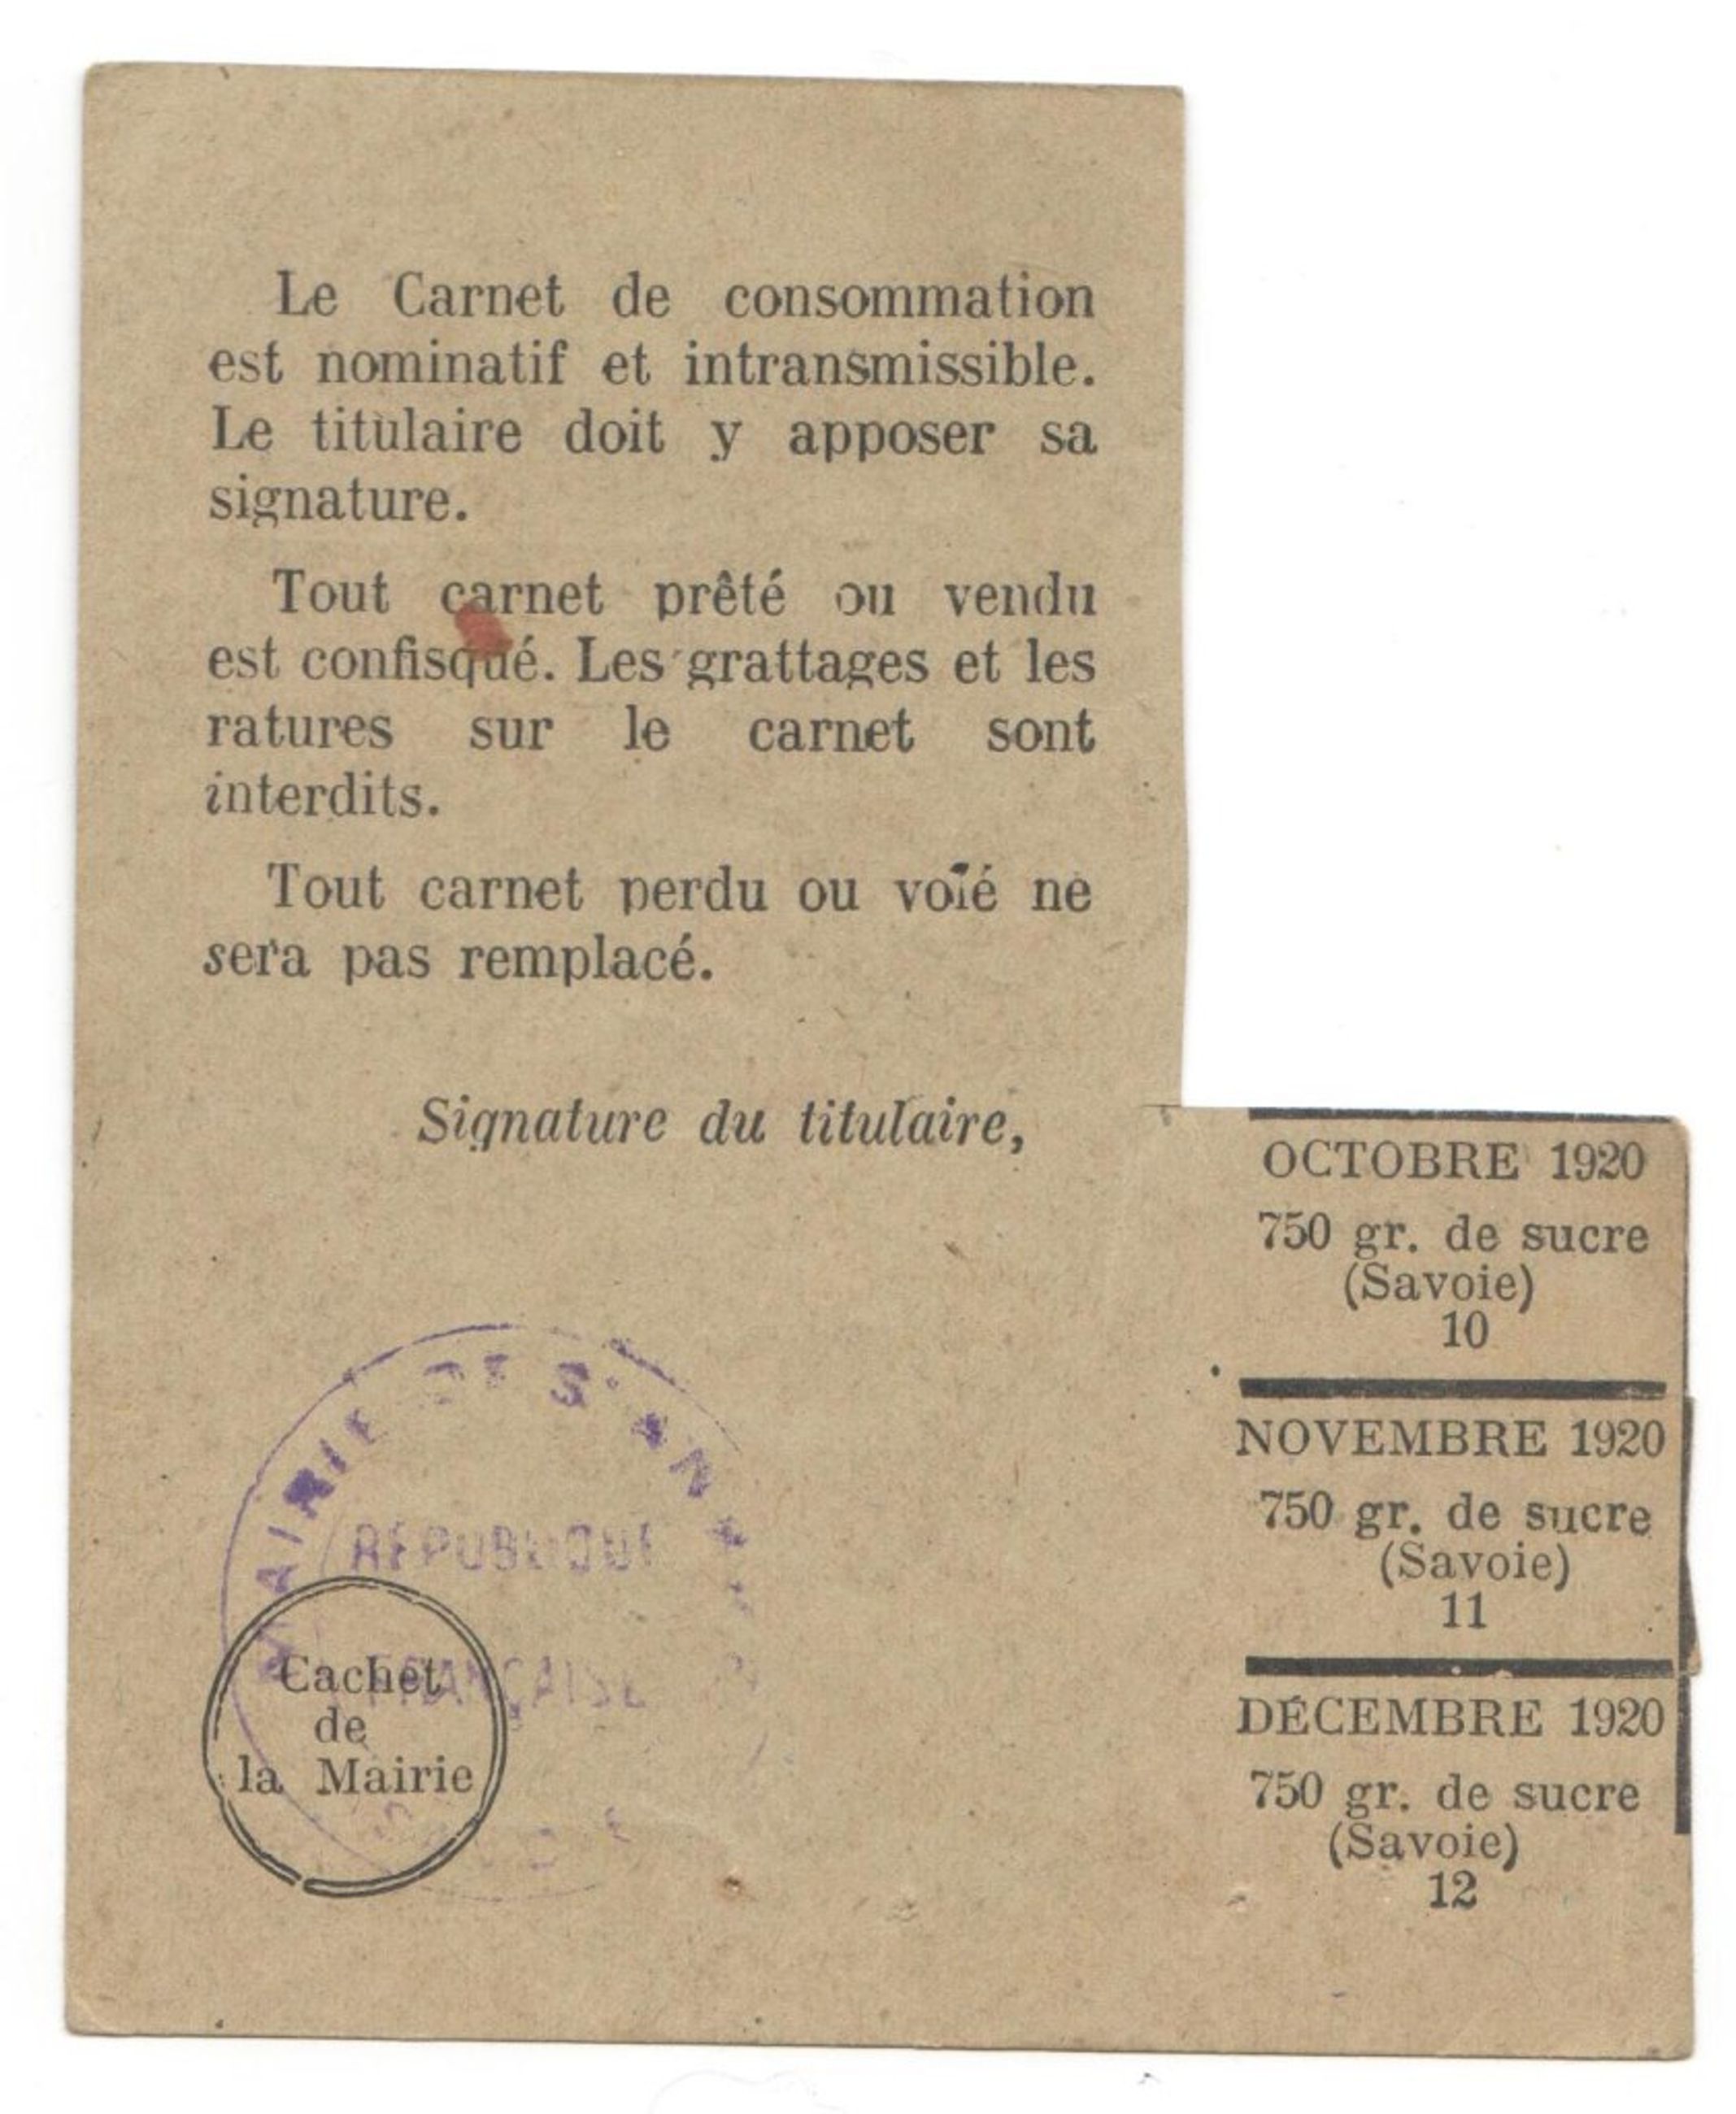 Le Carnet de consommation
est nominatif et intransmissible.
Le titulaire doit y apposer sa
signature.
Tout carnet prêté ou vendu
est confisqué. Les grattages et les
ratures sur le carnet sont
interdits.
Tout carnet perdu ou volé ne
sera pas remplacé.
Signature du titulaire,
MAIRIE DE
RÉPUBLIQUE
FRANÇAISE
Cachet
de
la Mairie
OCTOBRE 1920
750 gr. de sucre
(Savoie)
10
NOVEMBRE 1920
750 gr. de sucre
(Savoie)
11
DÉCEMBRE 1920
750 gr. de sucre
(Savoie)
12